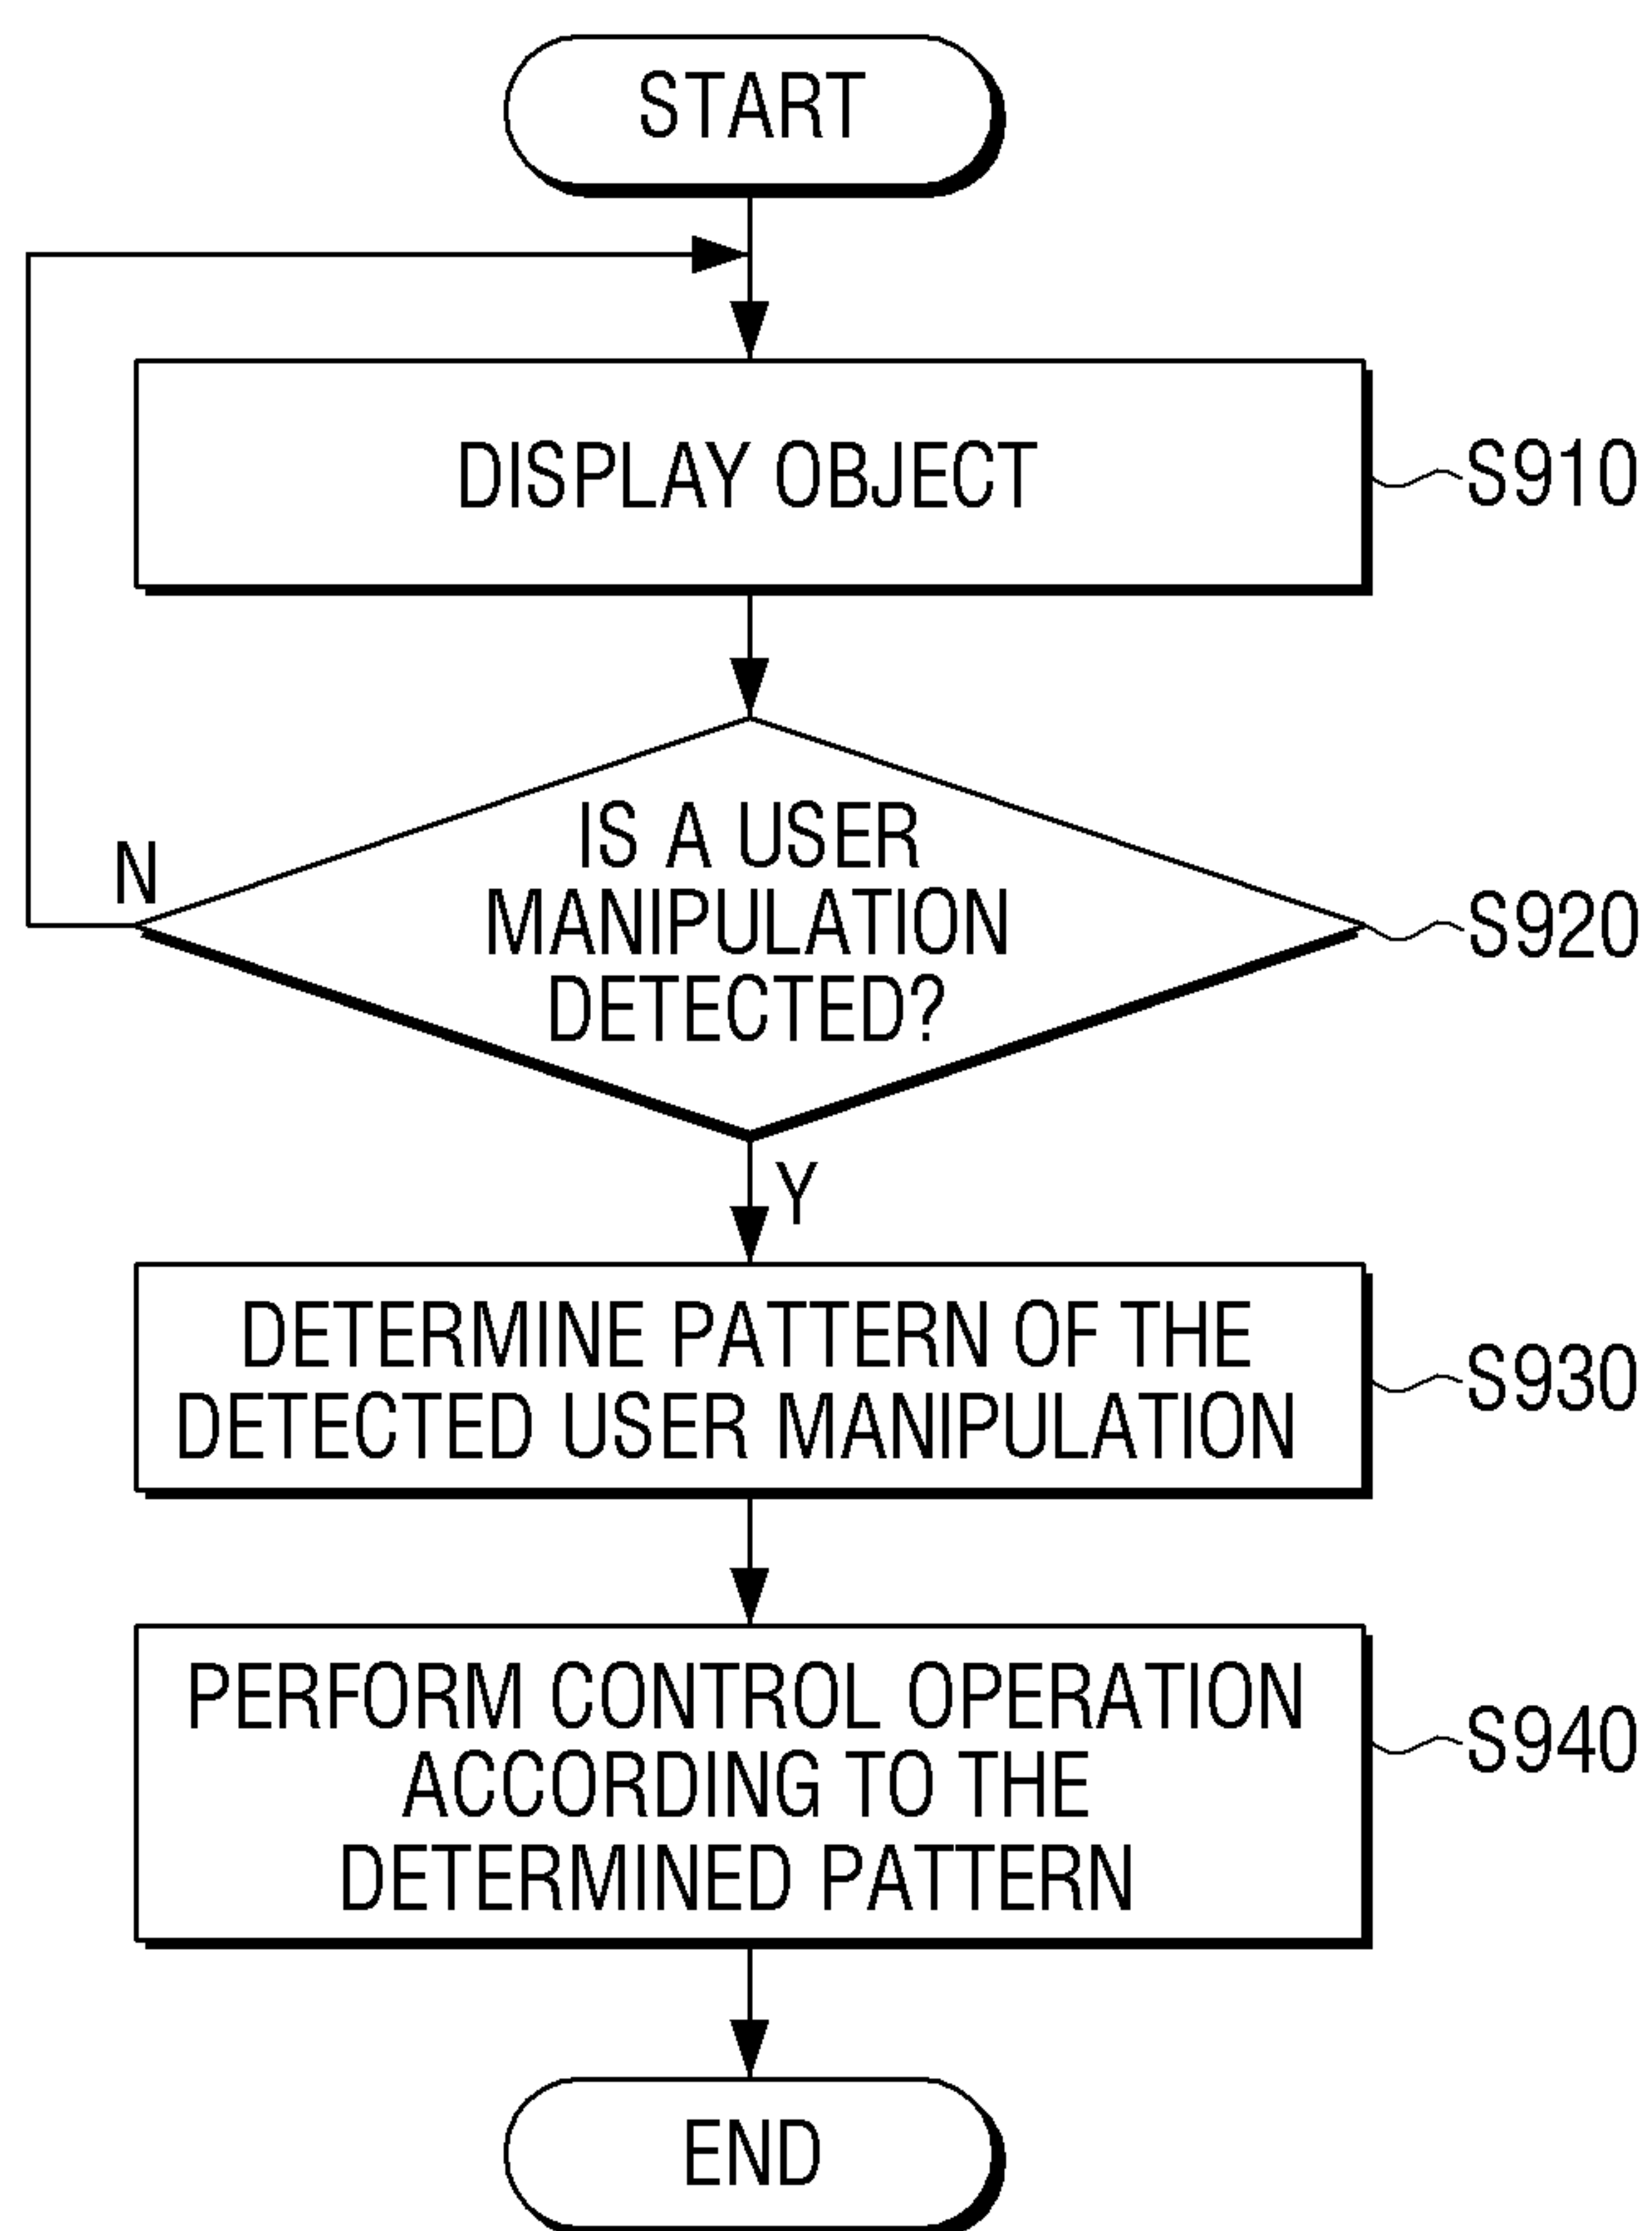 START
DISPLAY OBJECT
S910
IS A USER
MANIPULATION
DETECTED?
S920
N
Y
DETERMINE PATTERN OF THE
DETECTED USER MANIPULATION
S930
PERFORM CONTROL OPERATION
ACCORDING TO THE
DETERMINED PATTERN
S940
END